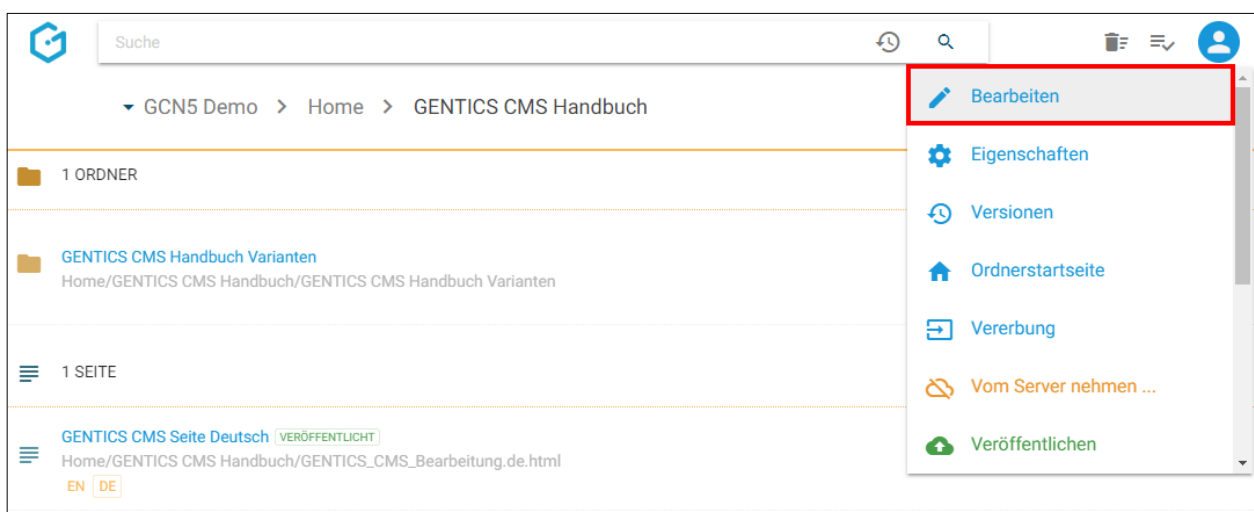 Suche
GCN5 Demo > Home > GENTICS CMS Handbuch
1 ORDNER
GENTICS CMS Handbuch Varianten
Home/GENTICS CMS Handbuch/GENTICS CMS Handbuch Varianten
1 SEITE
GENTICS CMS Seite Deutsch VERÖFFENTLICHT
Home/GENTICS CMS Handbuch/GENTICS_CMS_Bearbeitung.de.html
EN DE
Bearbeiten
Eigenschaften
Versionen
Ordnerstartseite
Vererbung
Vom Server nehmen ...
Veröffentlichen